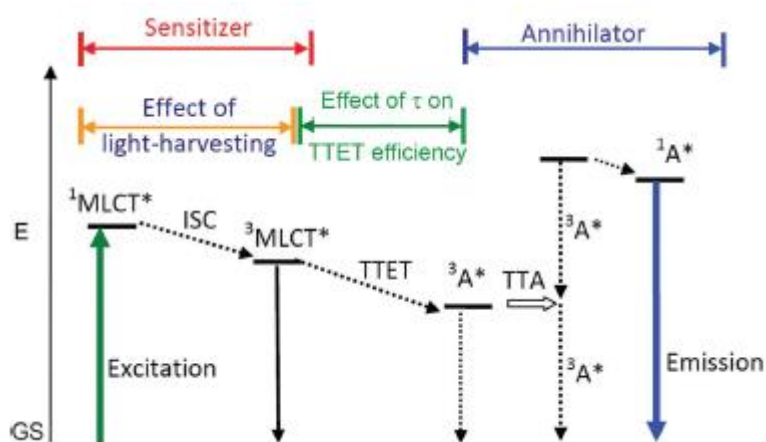 Sensitizer
Annihilator
Effect of
light-harvesting
Effect of τ on
TTET efficiency
¹A*
¹MLCT*
ISC
E
³MLCT*
³A*
TTET
³A*
TTA
Excitation
³A*
Emission
GS